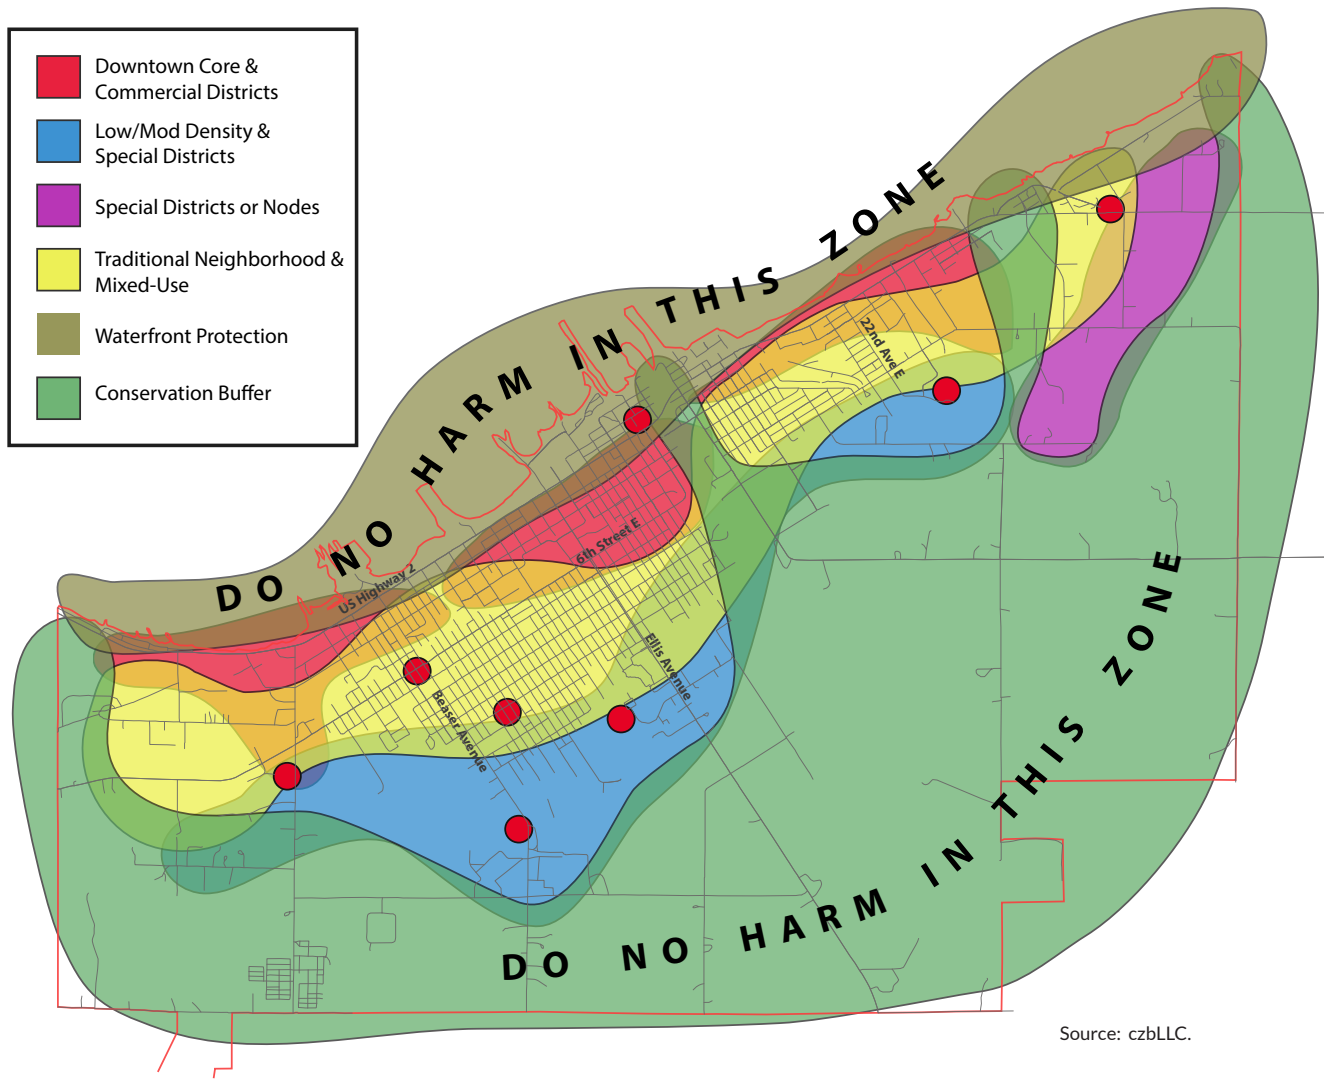 Downtown Core &
Commercial Districts
Low/Mod Density &
Special Districts
Special Districts or Nodes
Traditional Neighborhood &
Mixed-Use
Waterfront Protection
Conservation Buffer
DO NO HARM IN THIS ZONE
22nd Ave E
6th Street E
US Highway 2
Ellis Avenue
Beaser Avenue
DO NO HARM IN THIS ZONE
Source: czbLLC.